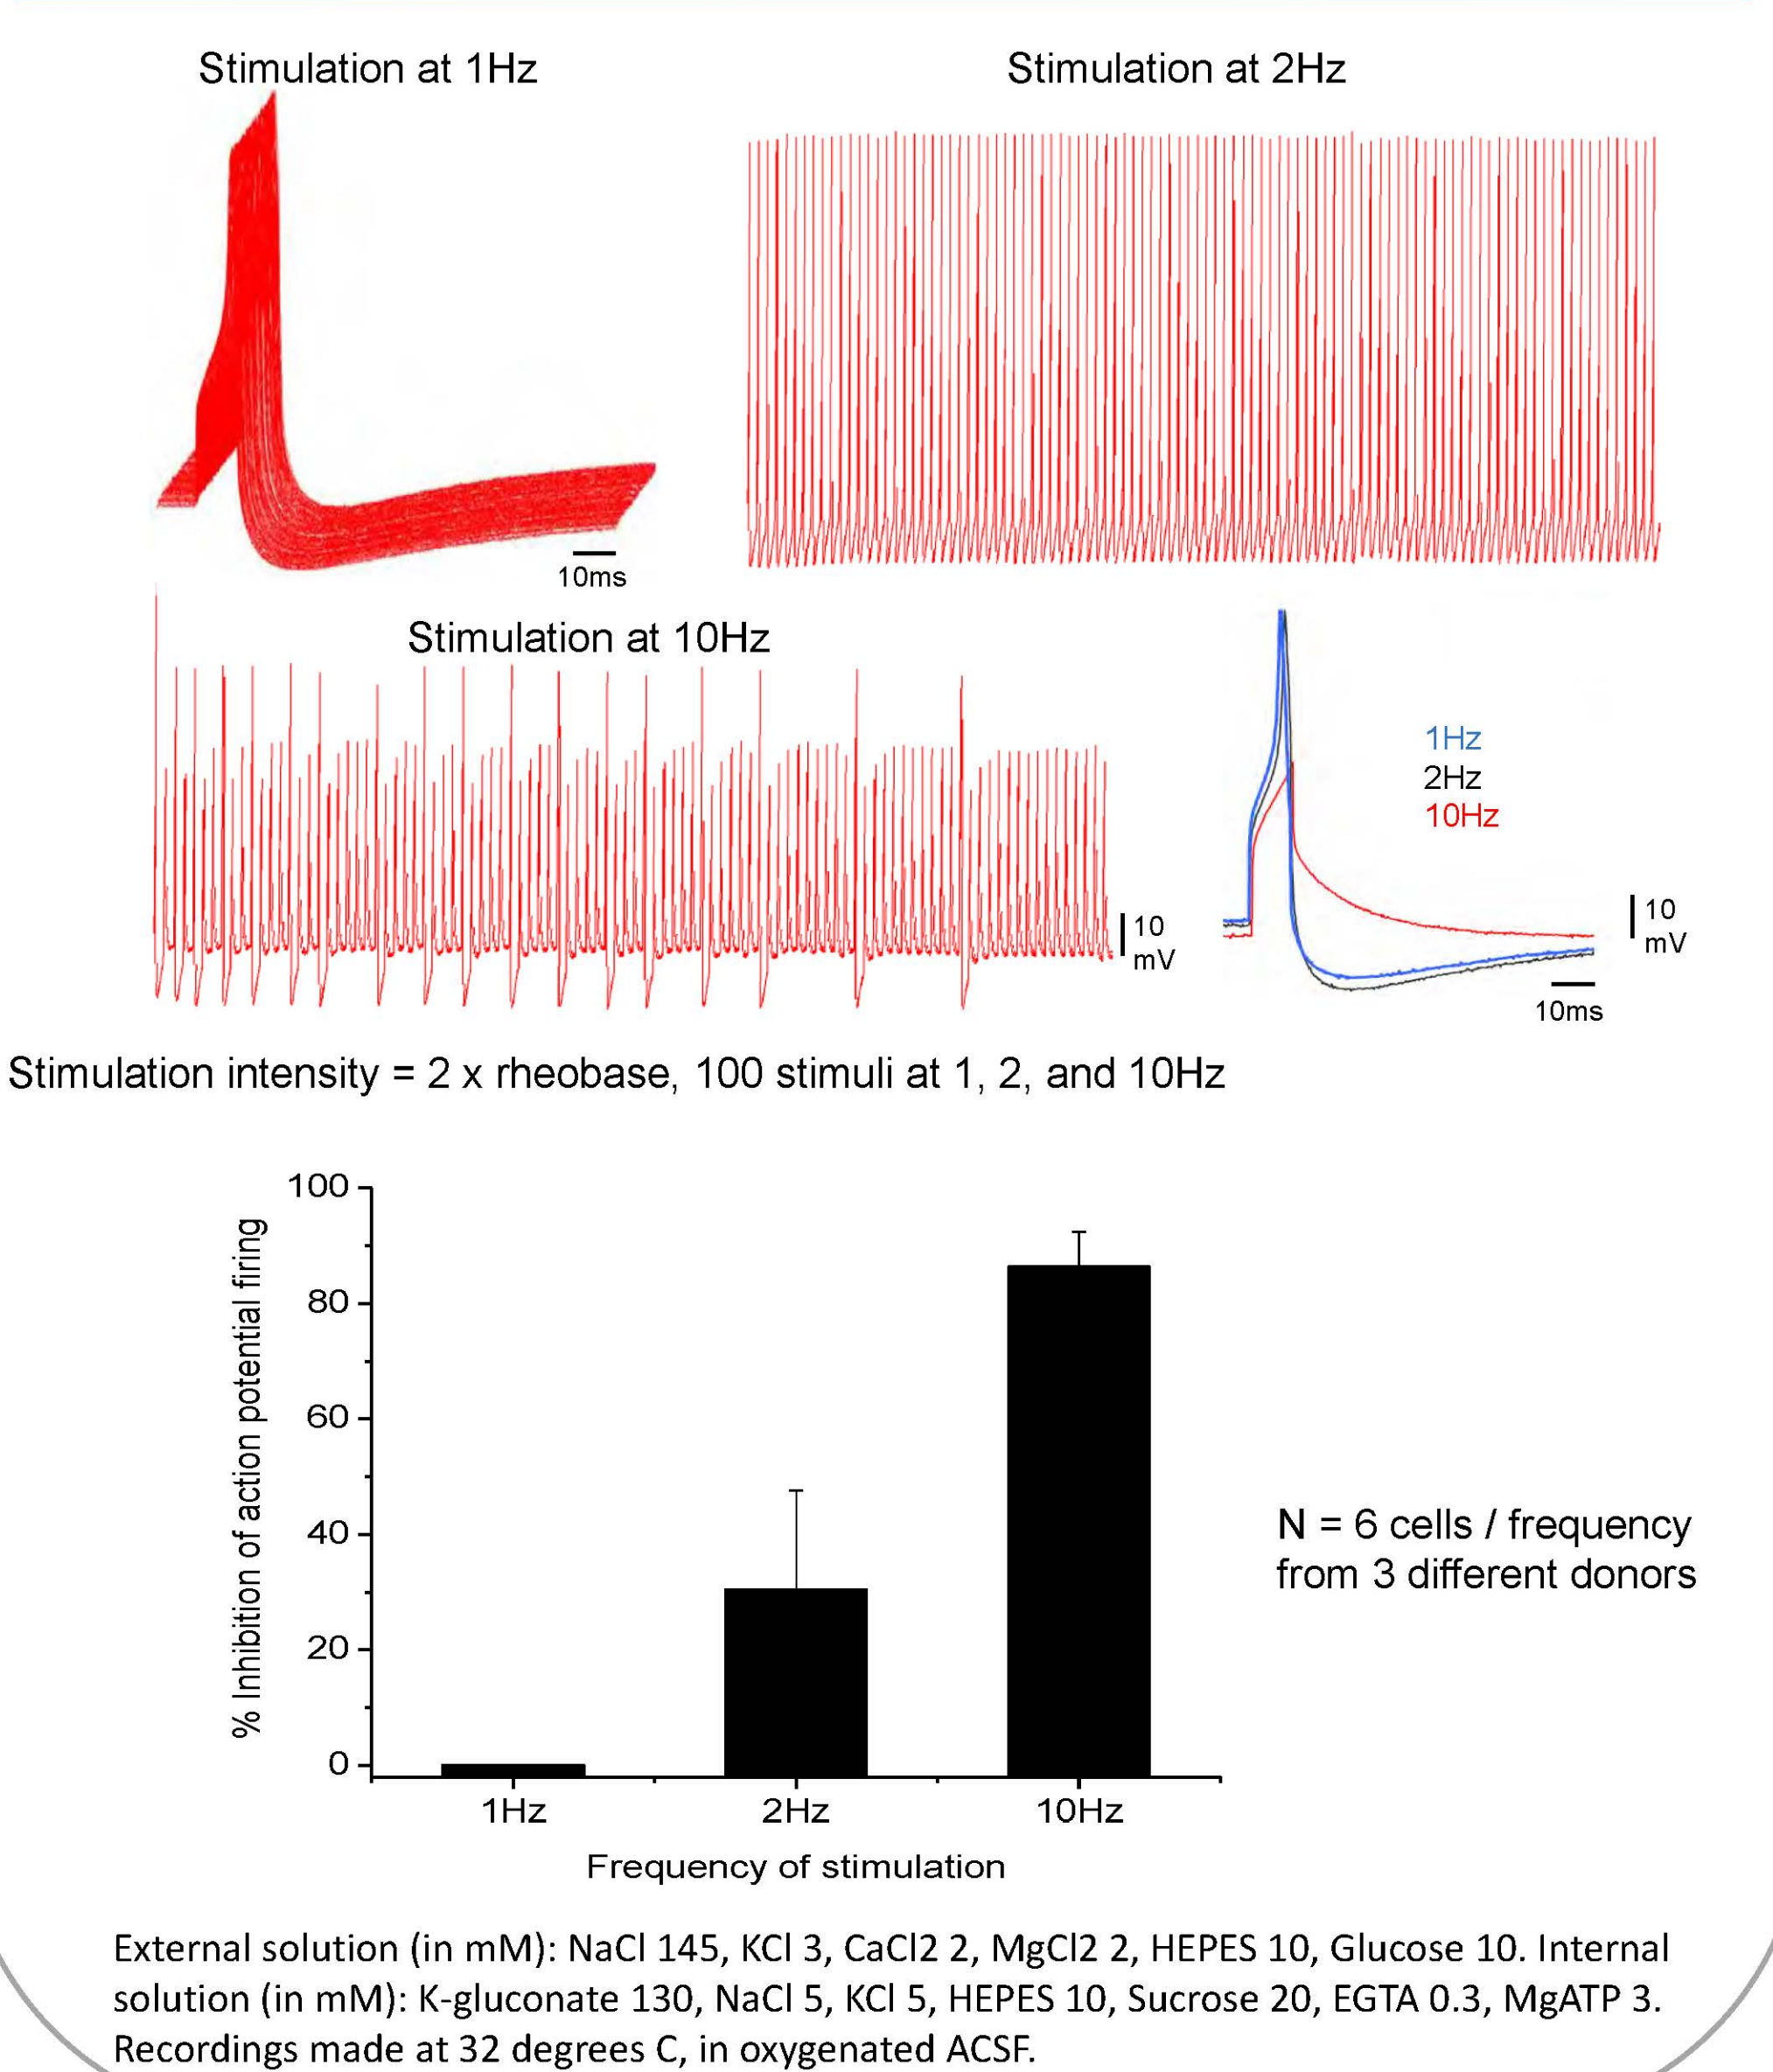 Stimulation at 1Hz
Stimulation at 2Hz
10ms
Stimulation at 10Hz
10
mV
1Hz
2Hz
10Hz
10
mV
10ms
Stimulation intensity = 2 x rheobase, 100 stimuli at 1, 2, and 10Hz
% Inhibition of action potential firing
100
80
60
40
20
0
1Hz
2Hz
10Hz
Frequency of stimulation
N = 6 cells / frequency
from 3 different donors
External solution (in mM): NaCl 145, KCl 3, CaCl2 2, MgCl2 2, HEPES 10, Glucose 10. Internal
solution (in mM): K-gluconate 130, NaCl 5, KCl 5, HEPES 10, Sucrose 20, EGTA 0.3, MgATP 3.
Recordings made at 32 degrees C, in oxygenated ACSF.